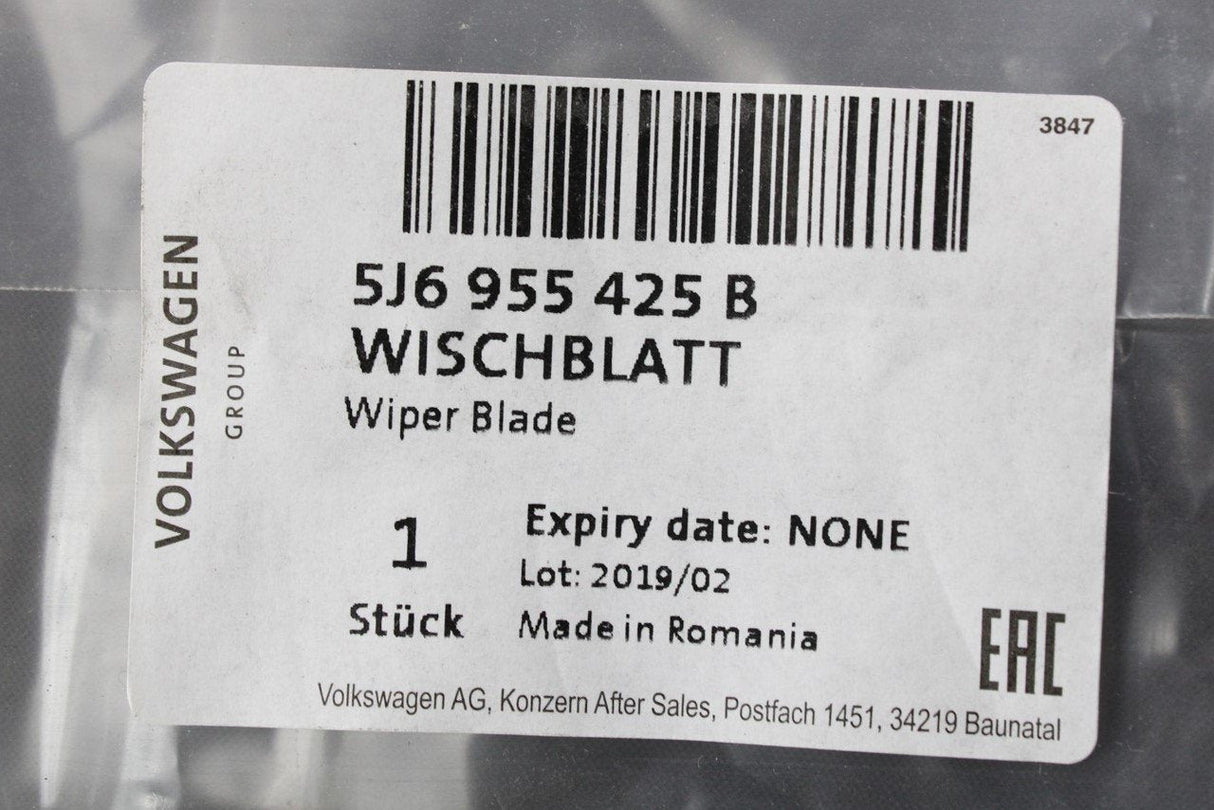 3847
VOLKSWAGEN
GROUP
5J6 955 425 B
WISCHBLATT
Wiper Blade
1
Stück
Expiry date: NONE
Lot: 2019/02
Made in Romania
EAC
Volkswagen AG, Konzern After Sales, Postfach 1451, 34219 Baunatal